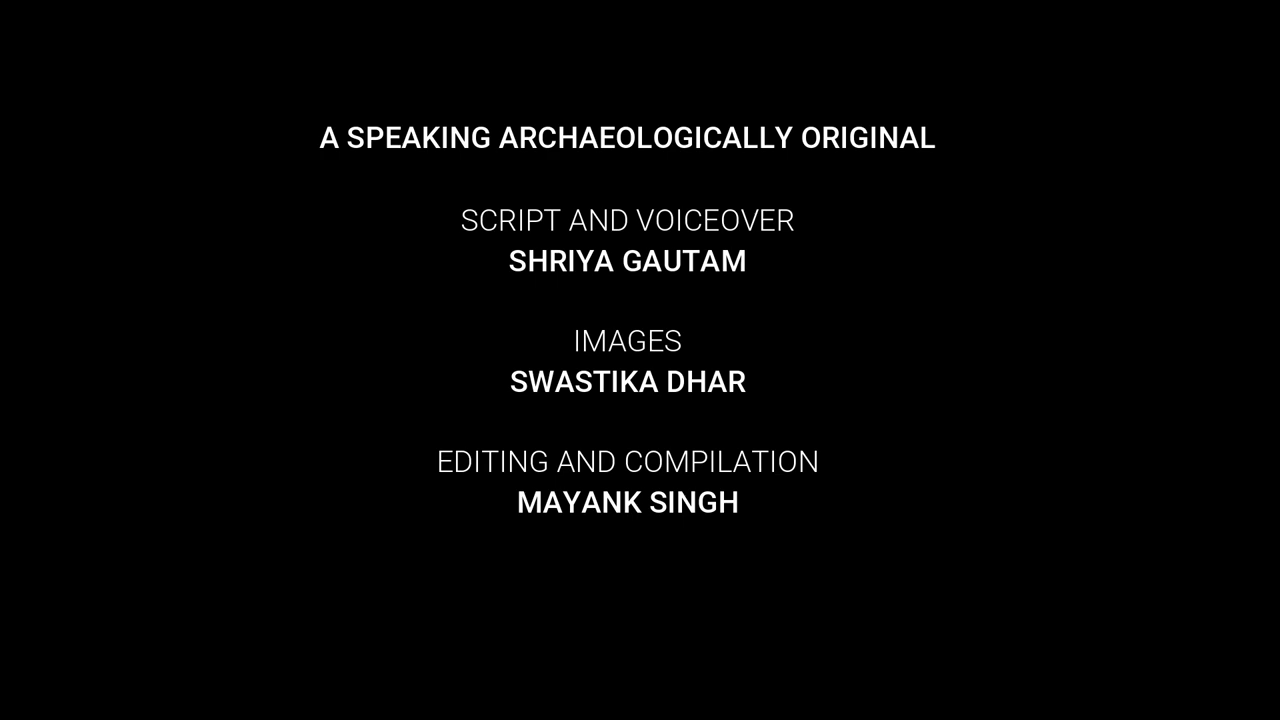 A SPEAKING ARCHAEOLOGICALLY ORIGINAL
SCRIPT AND VOICEOVER
SHRIYA GAUTAM
IMAGES
SWASTIKA DHAR
EDITING AND COMPILATION
MAYANK SINGH